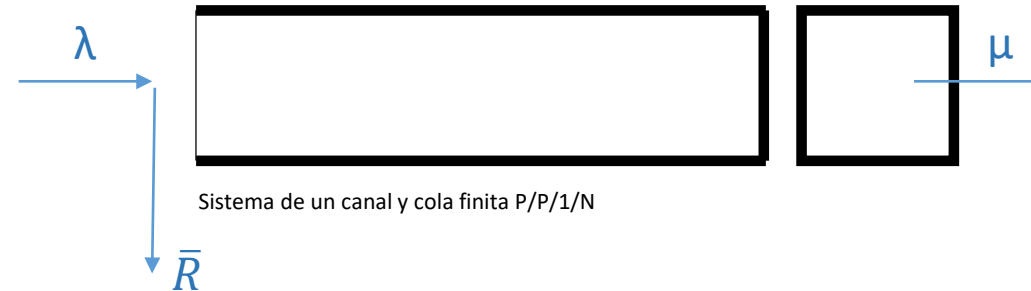 λ
μ
Sistema de un canal y cola finita P/P/1/N
R̅